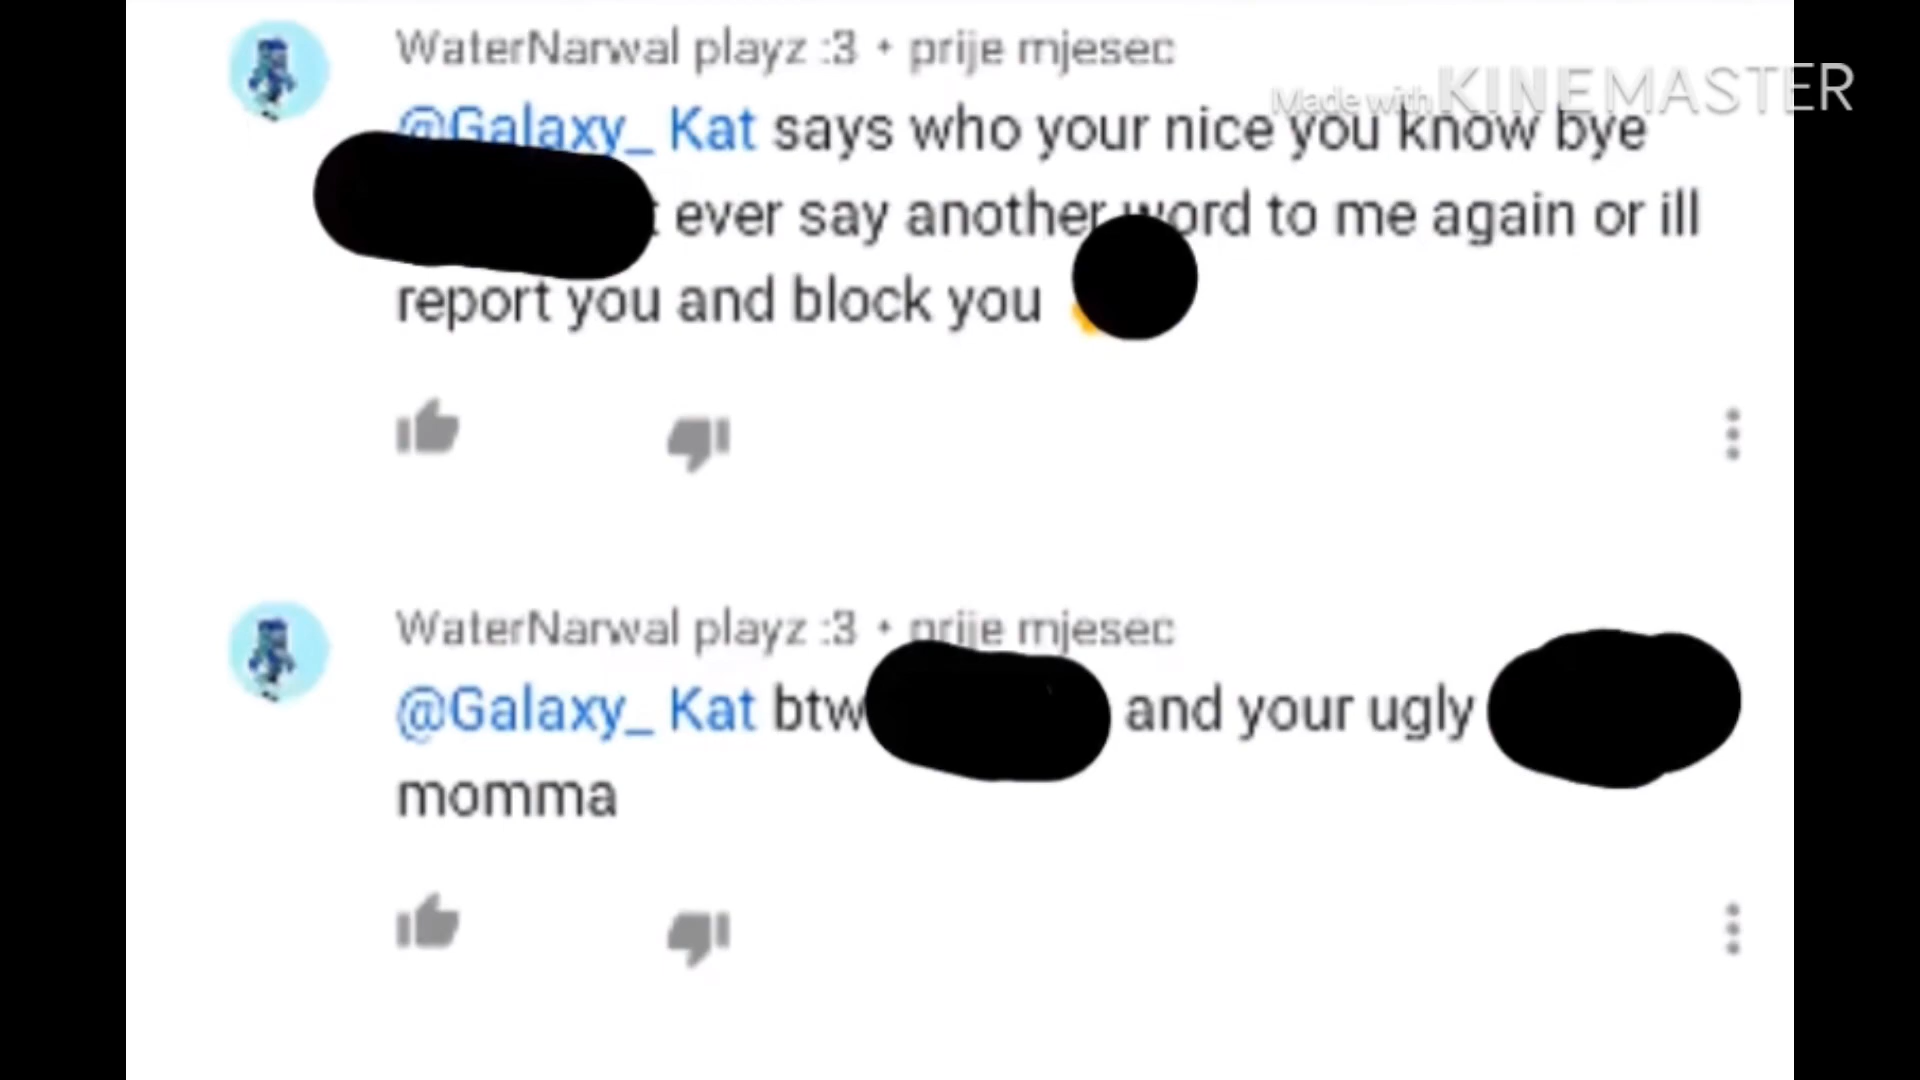 WaterNarwal playz :3 • prije mjesec
Made with KINEMASTER
@Galaxy_ Kat says who your nice you know bye
ever say another word to me again or ill
report you and block you
WaterNarwal playz :3 • prije mjesec
@Galaxy_ Kat btw and your ugly
momma